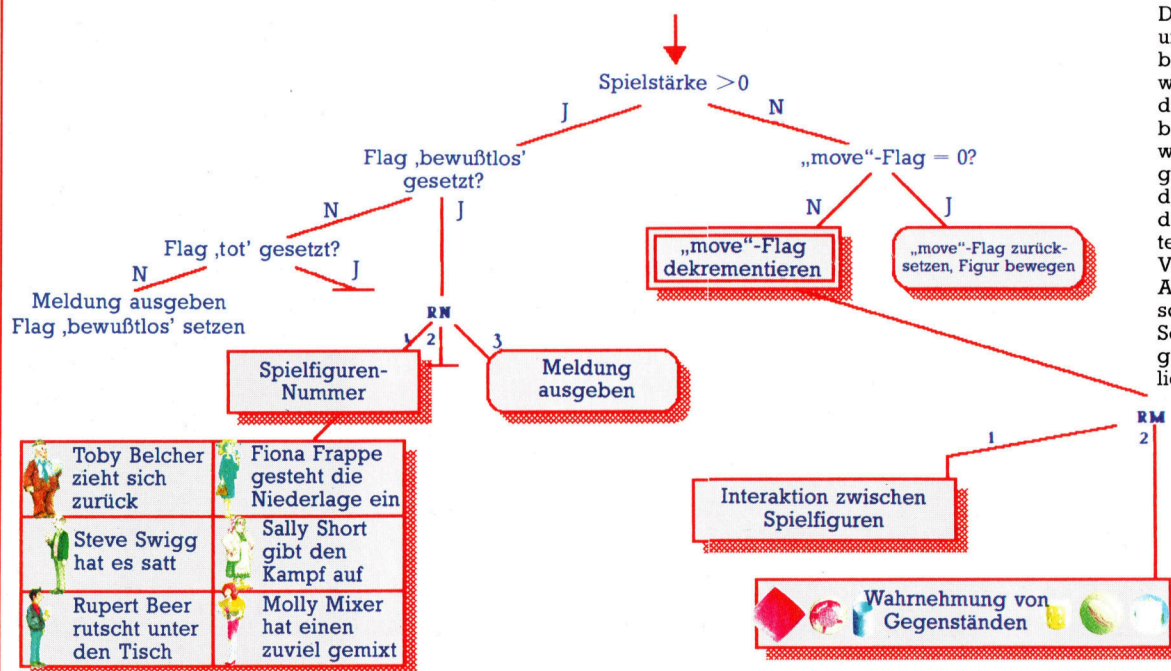 Spielstärke >0
J
N
Flag ‚bewußtlos'
gesetzt?
„move“-Flag = 0?
N
J
N
J
Flag ‚tot' gesetzt?
„move“-Flag
dekrementieren
„move“-Flag zurück-
setzen, Figur bewegen
N
J
Meldung ausgeben
Flag ‚bewußtlos' setzen
RN
1
2
3
Spielfiguren-
Nummer
Meldung
ausgeben
RM
1
2
Toby Belcher
zieht sich
zurück
Fiona Frappe
gesteht die
Niederlage ein
Steve Swigg
hat es satt
Sally Short
gibt den
Kampf auf
Rupert Beer
rutscht unter
den Tisch
Molly Mixer
hat einen
zuviel gemixt
Interaktion zwischen
Spielfiguren
Wahrnehmung von
Gegenständen